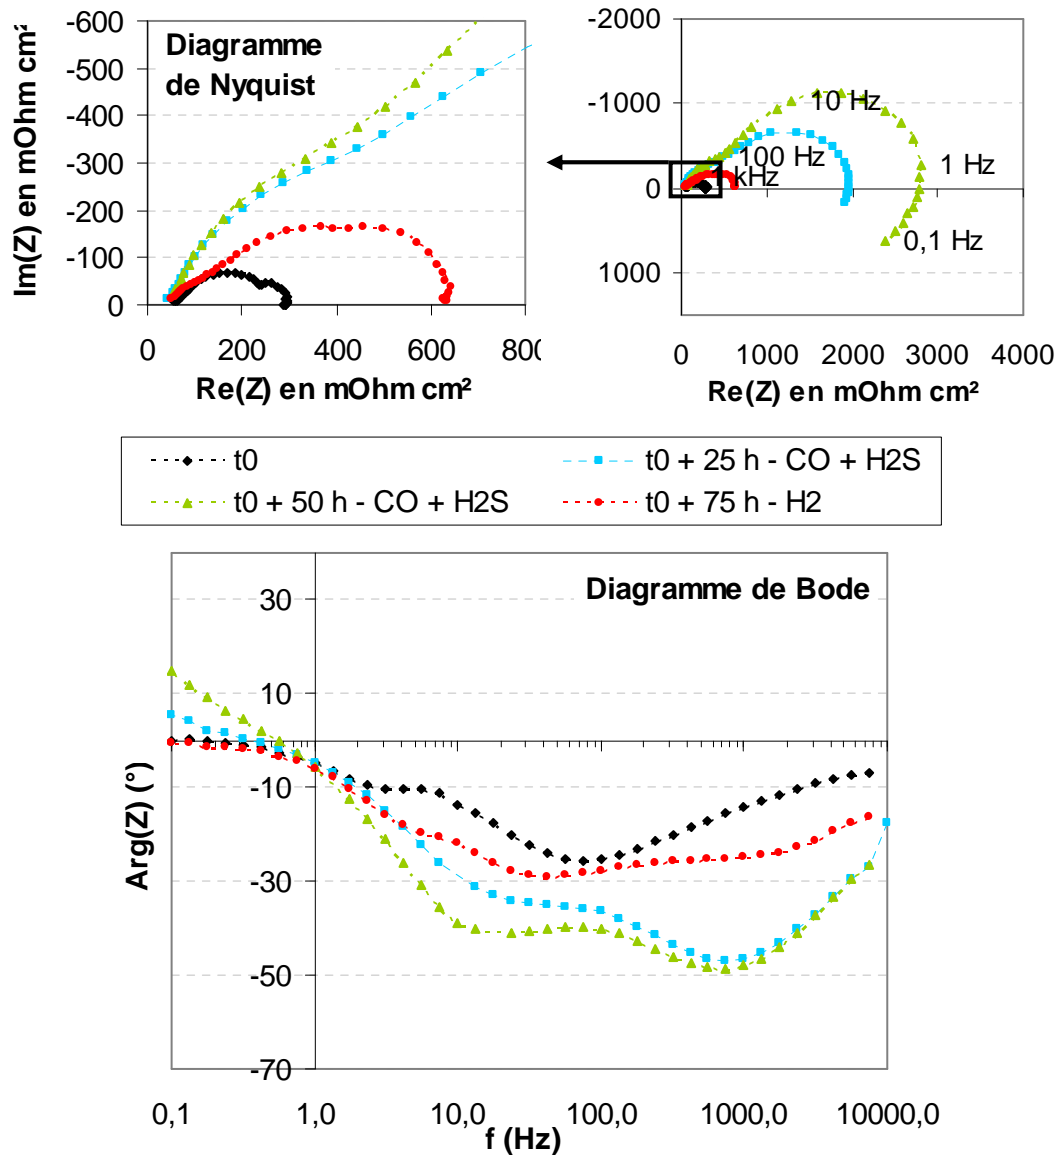 Diagramme
de Nyquist
Im(Z) en mOhm cm²
-600
-500
-400
-300
-200
-100
0
0
200
400
600
800
Re(Z) en mOhm cm²
-2000
-1000
0
1000
10 Hz
100 Hz
1 kHz
1 Hz
0,1 Hz
0
1000
2000
3000
4000
Re(Z) en mOhm cm²
t0
t0 + 25 h - CO + H2S
t0 + 50 h - CO + H2S
t0 + 75 h - H2
Diagramme de Bode
Arg(Z) (°)
30
10
-10
-30
-50
-70
0,1
1,0
10,0
100,0
1000,0
10000,0
f (Hz)